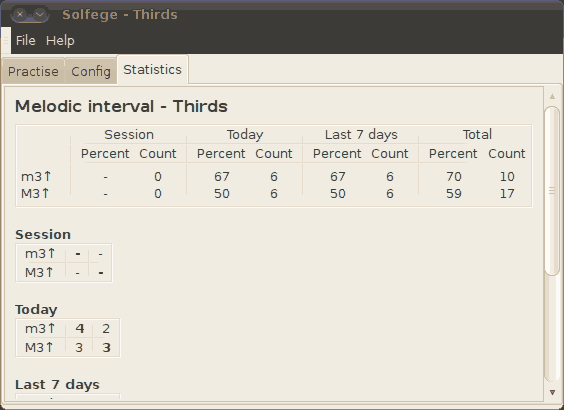 Solfege - Thirds
File Help
Practise Config Statistics
Melodic interval - Thirds
Session Today Last 7 days Total
Percent Count Percent Count Percent Count Percent Count
m3↑ - 0 67 6 67 6 70 10
M3↑ - 0 50 6 50 6 59 17
Session
m3↑ - -
M3↑ - -
Today
m3↑ 4 2
M3↑ 3 3
Last 7 days